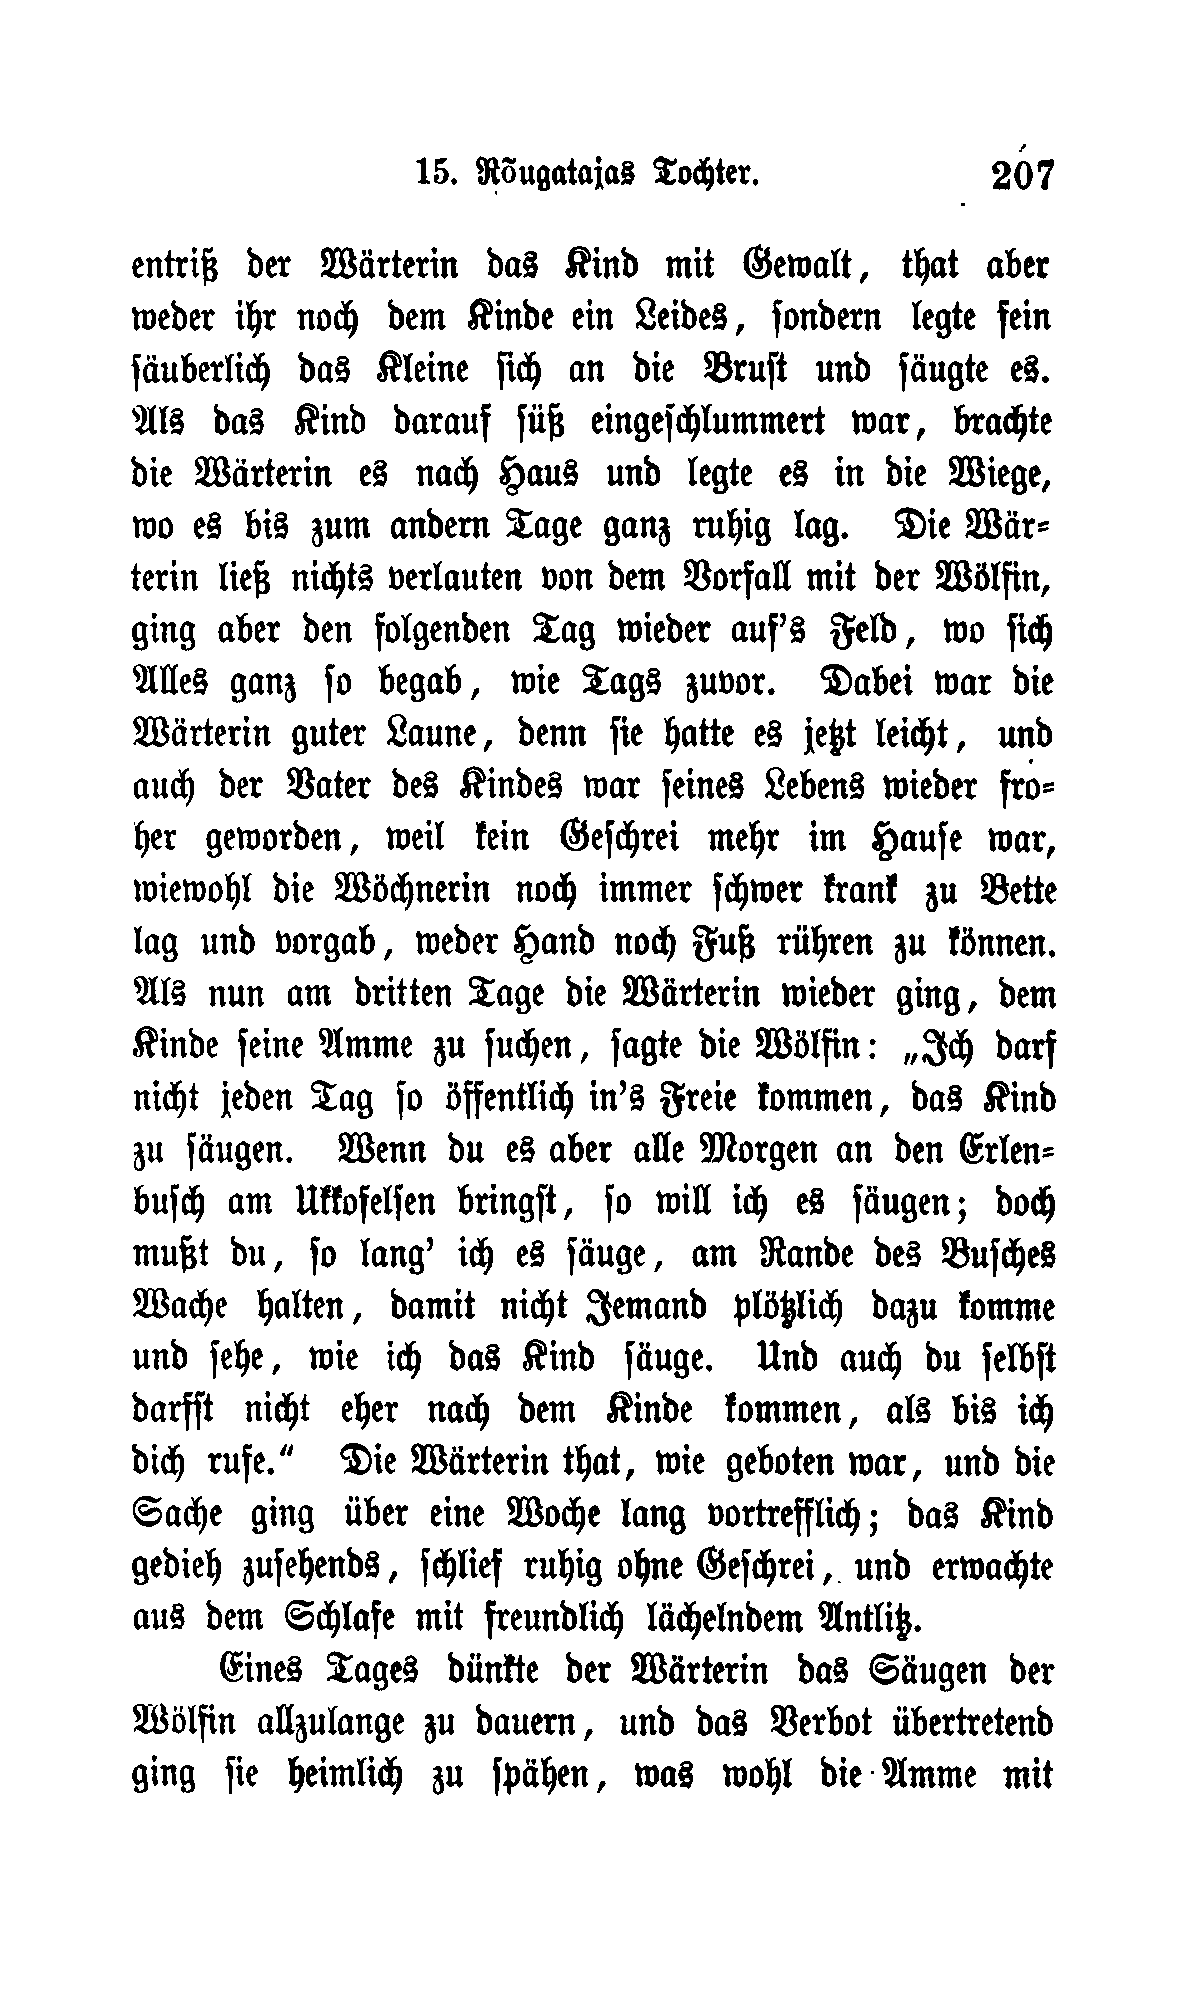 15. Rõugatajas Tochter. 207
entriß der Wärterin das Kind mit Gewalt, that aber
weder ihr noch dem Kinde ein Leides, sondern legte fein
säuberlich das Kleine sich an die Brust und säugte es.
Als das Kind darauf süß eingeschlummert war, brachte
die Wärterin es nach Haus und legte es in die Wiege,
wo es bis zum andern Tage ganz ruhig lag. Die Wär-
terin ließ nichts verlauten von dem Vorfall mit der Wölfin,
ging aber den folgenden Tag wieder auf's Feld, wo sich
Alles ganz so begab, wie Tags zuvor. Dabei war die
Wärterin guter Laune, denn sie hatte es jetzt leicht, und
auch der Vater des Kindes war seines Lebens wieder fro-
her geworden, weil kein Geschrei mehr im Hause war,
wiewohl die Wöchnerin noch immer schwer krank zu Bette
lag und vorgab, weder Hand noch Fuß rühren zu können.
Als nun am dritten Tage die Wärterin wieder ging, dem
Kinde seine Amme zu suchen, sagte die Wölfin: „Ich darf
nicht jeden Tag so öffentlich in's Freie kommen, das Kind
zu säugen. Wenn du es aber alle Morgen an den Erlen-
busch am Ukkofelsen bringst, so will ich es säugen; doch
mußt du, so lang' ich es säuge, am Rande des Busches
Wache halten, damit nicht Jemand plötzlich dazu komme
und sehe, wie ich das Kind säuge. Und auch du selbst
darfst nicht eher nach dem Kinde kommen, als bis ich
dich rufe.“ Die Wärterin that, wie geboten war, und die
Sache ging über eine Woche lang vortrefflich; das Kind
gedieh zusehends, schlief ruhig ohne Geschrei, und erwachte
aus dem Schlafe mit freundlich lächelndem Antlitz.
Eines Tages dünkte der Wärterin das Säugen der
Wölfin allzulange zu dauern, und das Verbot übertretend
ging sie heimlich zu spähen, was wohl die Amme mit